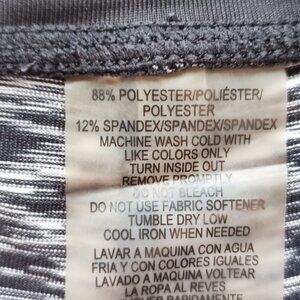 88% POLYESTER/POLIÉSTER/
POLYESTER
12% SPANDEX/SPANDEX/SPANDEX
MACHINE WASH COLD WITH
LIKE COLORS ONLY
TURN INSIDE OUT
REMOVE PROMPTLY
DO NOT BLEACH
DO NOT USE FABRIC SOFTENER
TUMBLE DRY LOW
COOL IRON WHEN NEEDED
LAVAR A MAQUINA CON AGUA
FRIA Y CON COLORES IGUALES
LAVADO A MAQUINA VOLTEAR
LA ROPA AL REVES